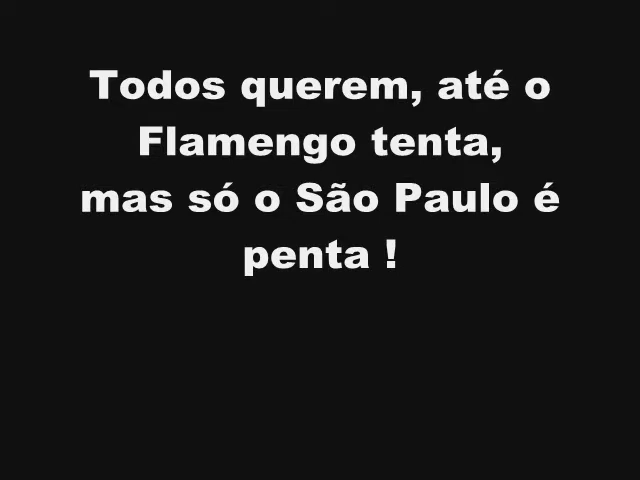 Todos querem, até o
Flamengo tenta,
mas só o São Paulo é
penta !